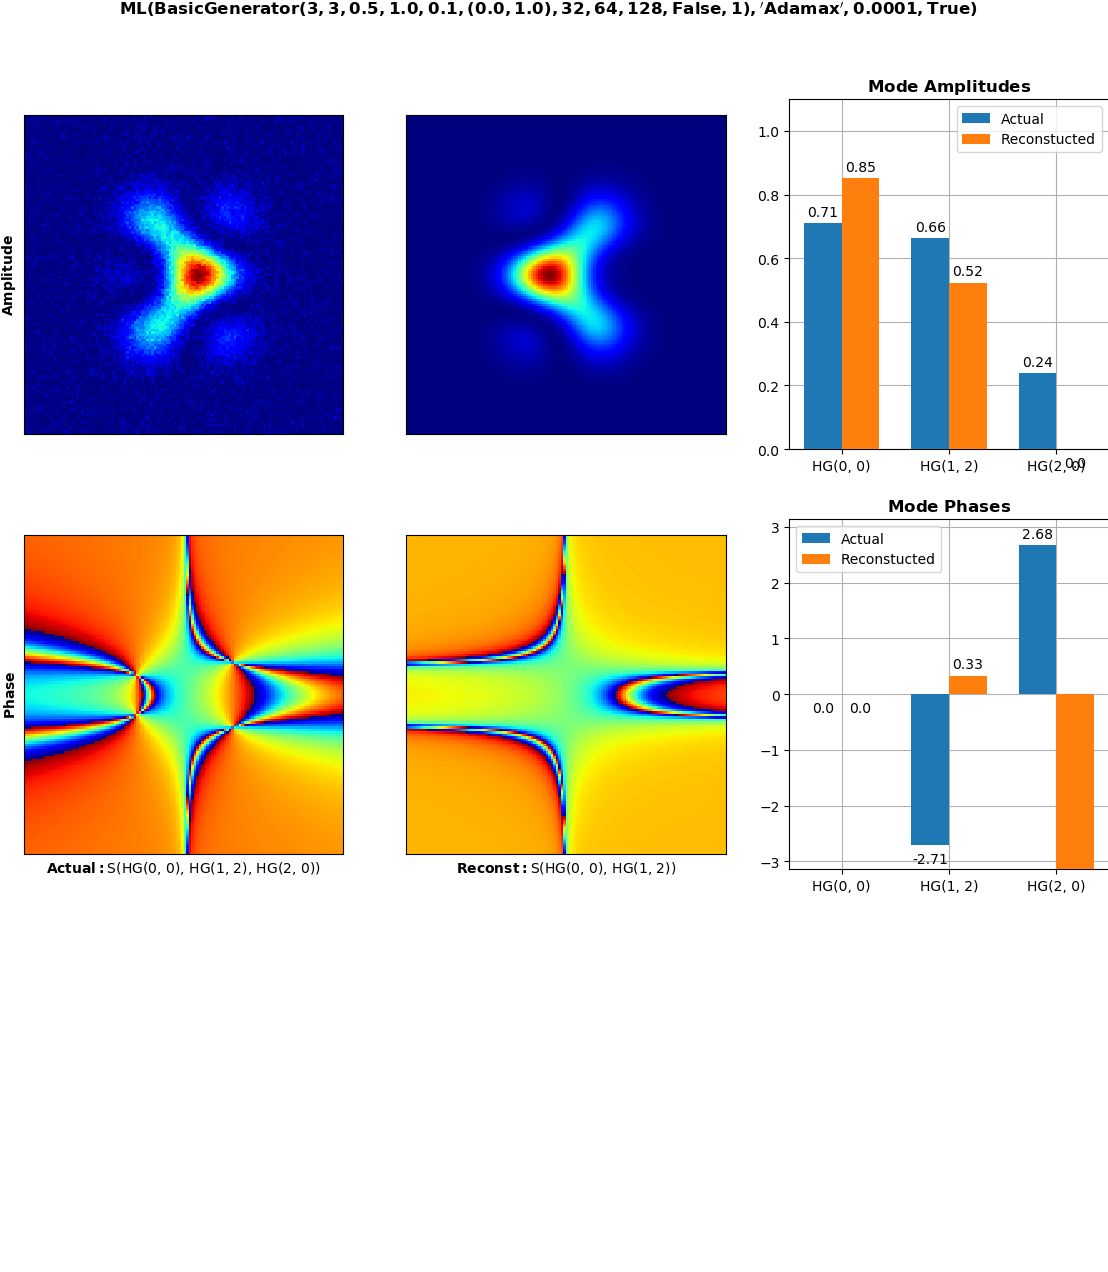 ML(BasicGenerator(3, 3, 0.5, 1.0, 0.1, (0.0, 1.0), 32, 64, 128, False, 1), 'Adamax', 0.0001, True)
Amplitude
Mode Amplitudes
Actual
Reconstucted
1.0
0.8
0.6
0.4
0.2
0.0
0.71
0.85
0.66
0.52
0.24
0.0
HG(0, 0)
HG(1, 2)
HG(2, 0)
Phase
Actual: S(HG(0, 0), HG(1, 2), HG(2, 0))
Reconst: S(HG(0, 0), HG(1, 2))
Mode Phases
Actual
Reconstucted
3
2
1
0
−1
−2
−3
0.0
0.0
-2.71
0.33
2.68
HG(0, 0)
HG(1, 2)
HG(2, 0)